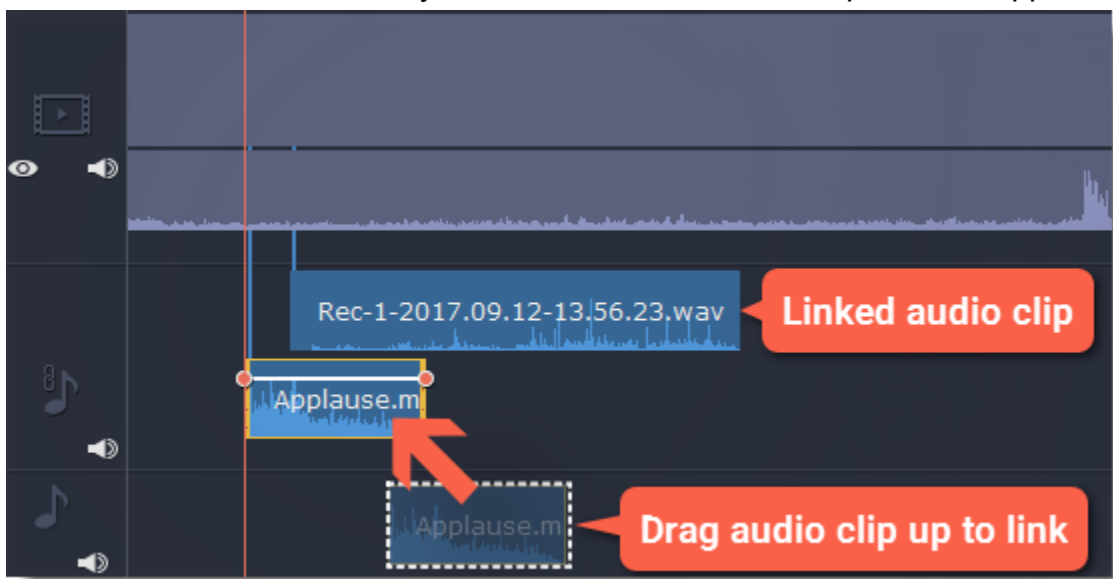 Rec-1-2017.09.12-13.56.23.wav
Linked audio clip
Applause.m
Applause.m
Drag audio clip up to link